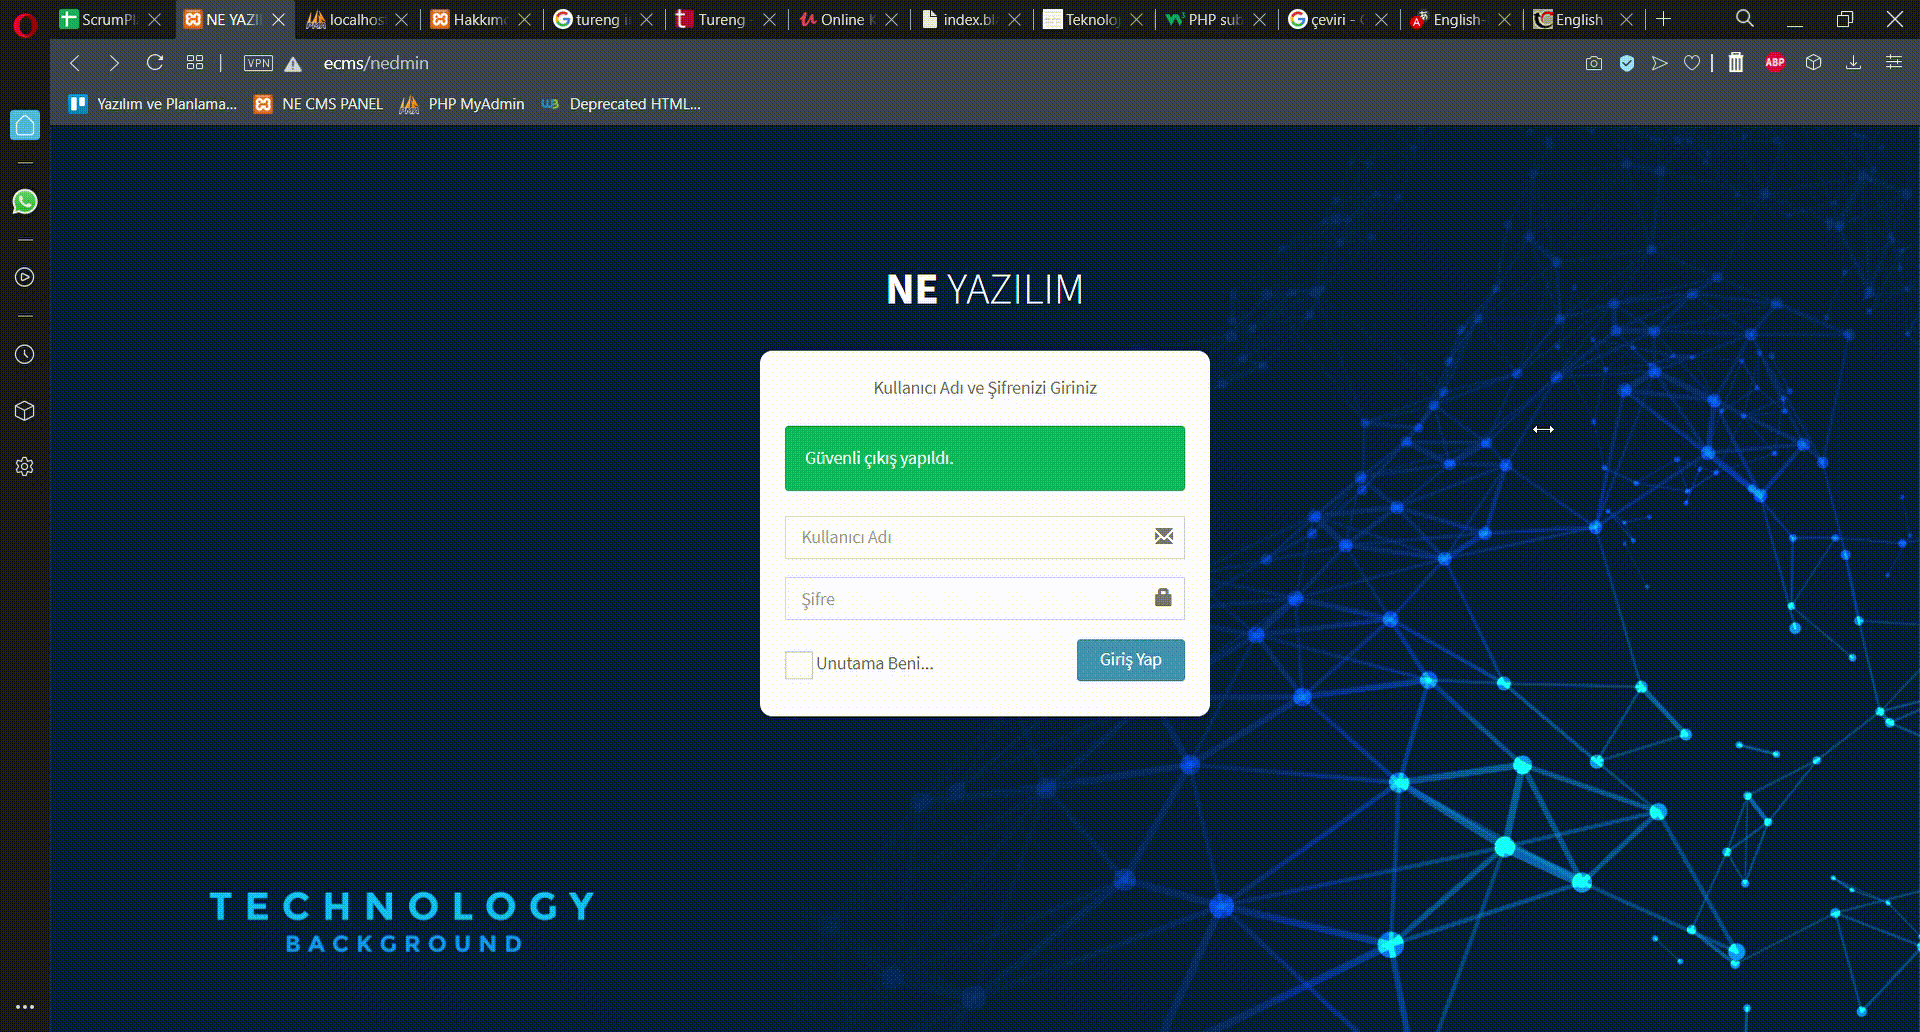 ScrumPl
NE YAZIL
localhos
Hakkımd
tureng i
Tureng
Online K
index.bl
Teknoloj
PHP sub
çeviri - G
English-
English
VPN
ecms/nedmin
ABP
Yazılım ve Planlama...
NE CMS PANEL
PHP MyAdmin
Deprecated HTML...
NE YAZILIM
Kullanıcı Adı ve Şifrenizi Giriniz
Güvenli çıkış yapıldı.
Kullanıcı Adı
Şifre
Unutama Beni...
Giriş Yap
TECHNOLOGY
BACKGROUND